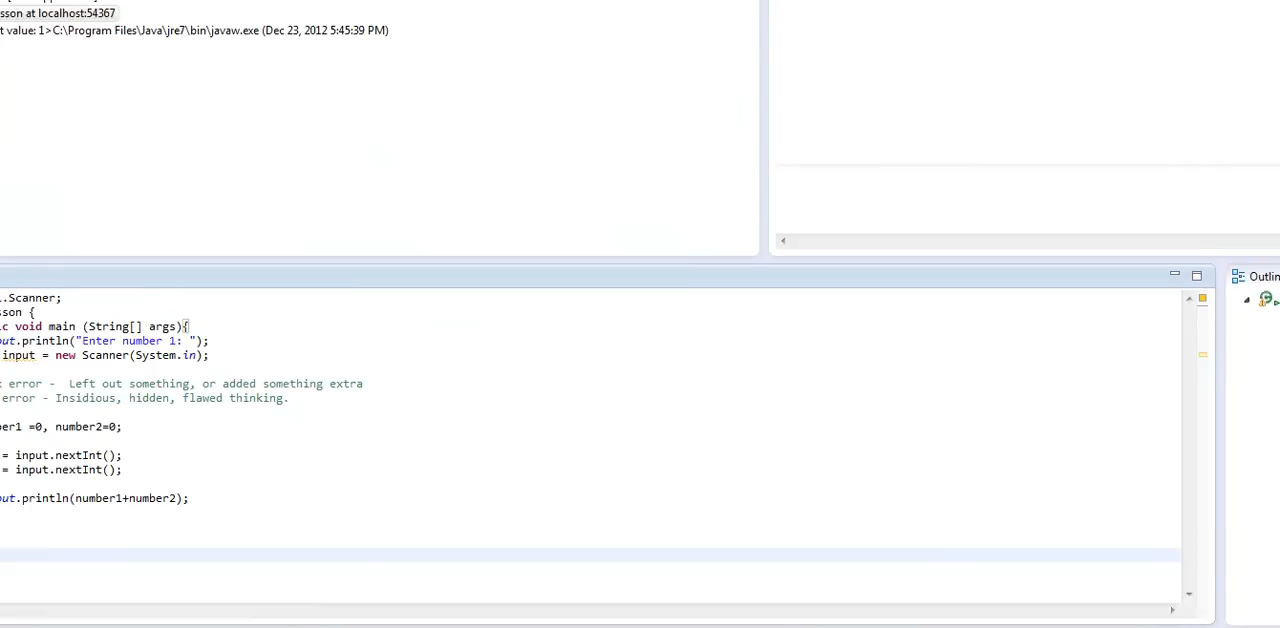 sson at localhost:54367
t value: 1>C:\Program Files\Java\jre7\bin\javaw.exe (Dec 23, 2012 5:45:39 PM)
Outlin
.Scanner;
sson {
c void main (String[] args){
out.println("Enter number 1: ");
input = new Scanner(System.in);
error -  Left out something, or added something extra
error - Insidious, hidden, flawed thinking.
ber1 =0, number2=0;
= input.nextInt();
= input.nextInt();
out.println(number1+number2);